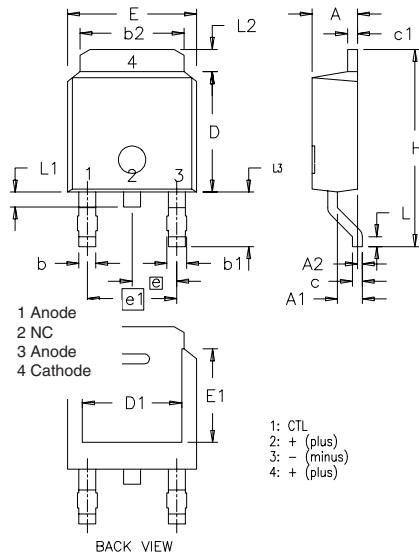 E
b2
L2
4
D
L1
1
2
3
L3
b
e
b1
e1
A
c1
H
L
A2
c
A1
1 Anode
2 NC
3 Anode
4 Cathode
D1
E1
1: CTL
2: + (plus)
3: – (minus)
4: + (plus)
BACK VIEW